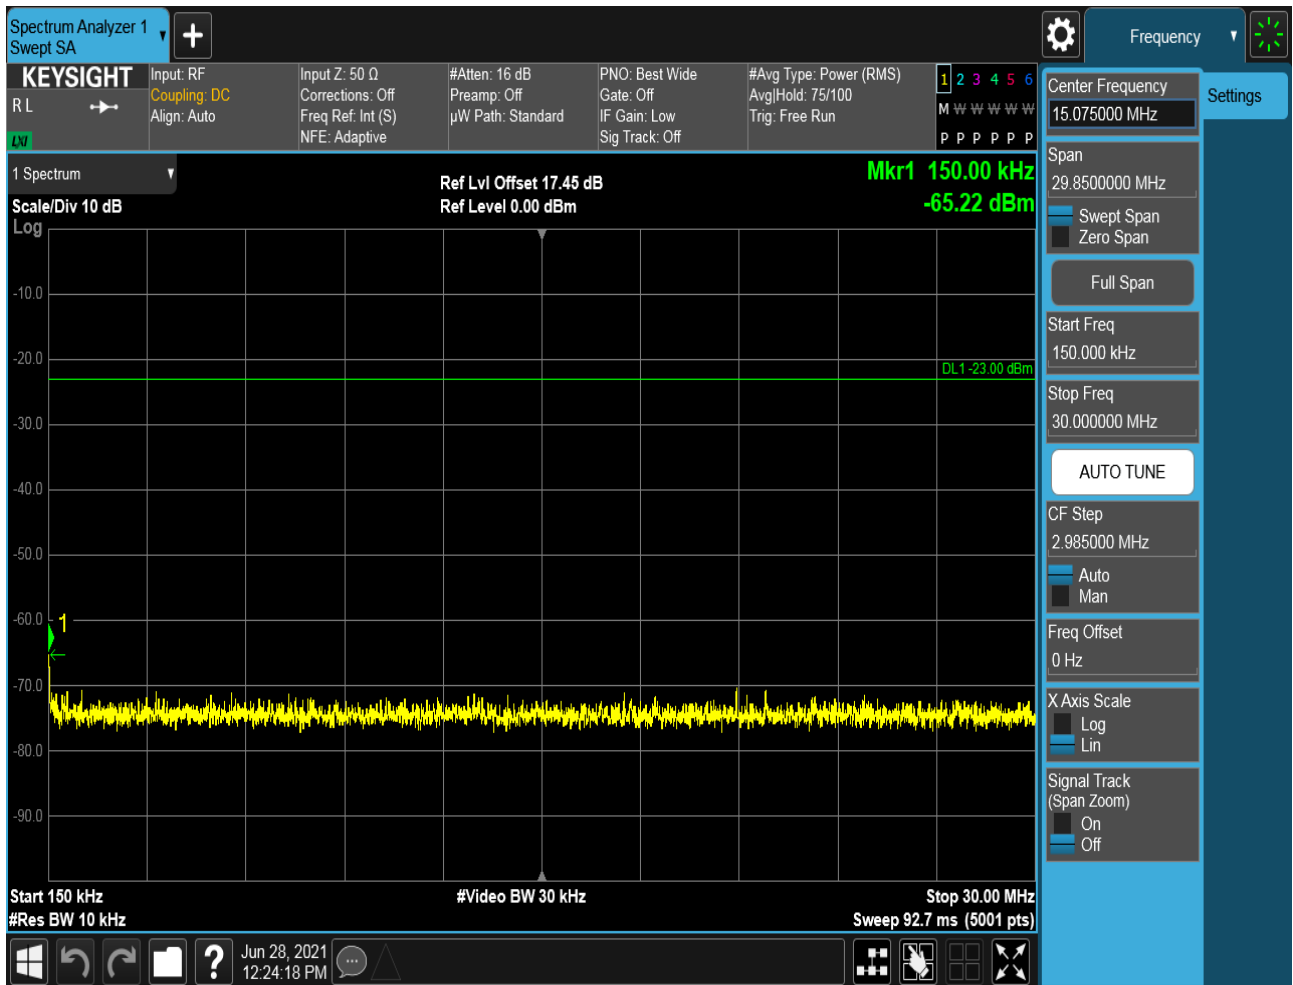 Spectrum Analyzer 1
Swept SA
Frequency
KEYSIGHT
R L
LXI
Input: RF
Coupling: DC
Align: Auto
Input Z: 50 Ω
Corrections: Off
Freq Ref: Int (S)
NFE: Adaptive
#Atten: 16 dB
Preamp: Off
µW Path: Standard
PNO: Best Wide
Gate: Off
IF Gain: Low
Sig Track: Off
#Avg Type: Power (RMS)
Avg|Hold: 75/100
Trig: Free Run
1 2 3 4 5 6
M W W W W W
P P P P P P
1 Spectrum
Scale/Div 10 dB
Log
Ref Lvl Offset 17.45 dB
Ref Level 0.00 dBm
Mkr1 150.00 kHz
-65.22 dBm
-10.0
-20.0
DL1 -23.00 dBm
-30.0
-40.0
-50.0
-60.0
1
-70.0
-80.0
-90.0
Start 150 kHz
#Res BW 10 kHz
#Video BW 30 kHz
Stop 30.00 MHz
Sweep 92.7 ms (5001 pts)
Jun 28, 2021
12:24:18 PM
Center Frequency
15.075000 MHz
Settings
Span
29.8500000 MHz
Swept Span
Zero Span
Full Span
Start Freq
150.000 kHz
Stop Freq
30.000000 MHz
AUTO TUNE
CF Step
2.985000 MHz
Auto
Man
Freq Offset
0 Hz
X Axis Scale
Log
Lin
Signal Track
(Span Zoom)
On
Off